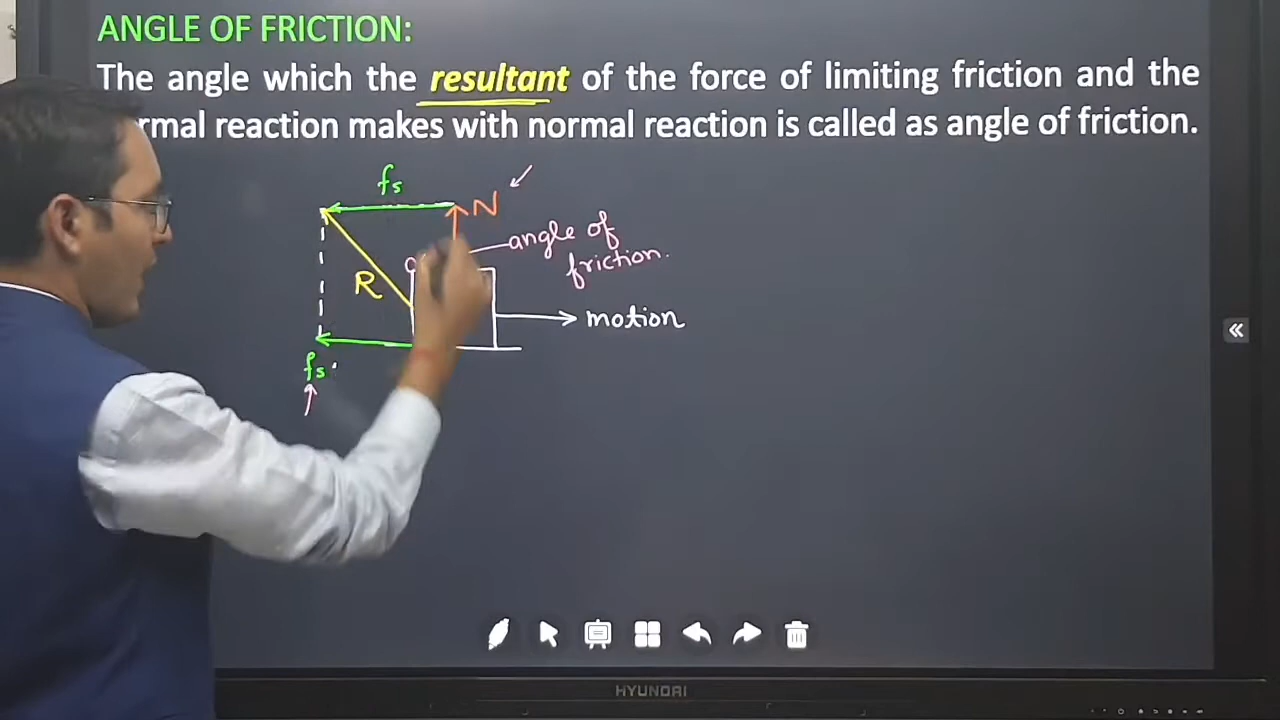 ANGLE OF FRICTION:
The angle which the resultant of the force of limiting friction and the
rmal reaction makes with normal reaction is called as angle of friction.
fs
N
angle of
friction.
R
motion
fs
HYUNDAI